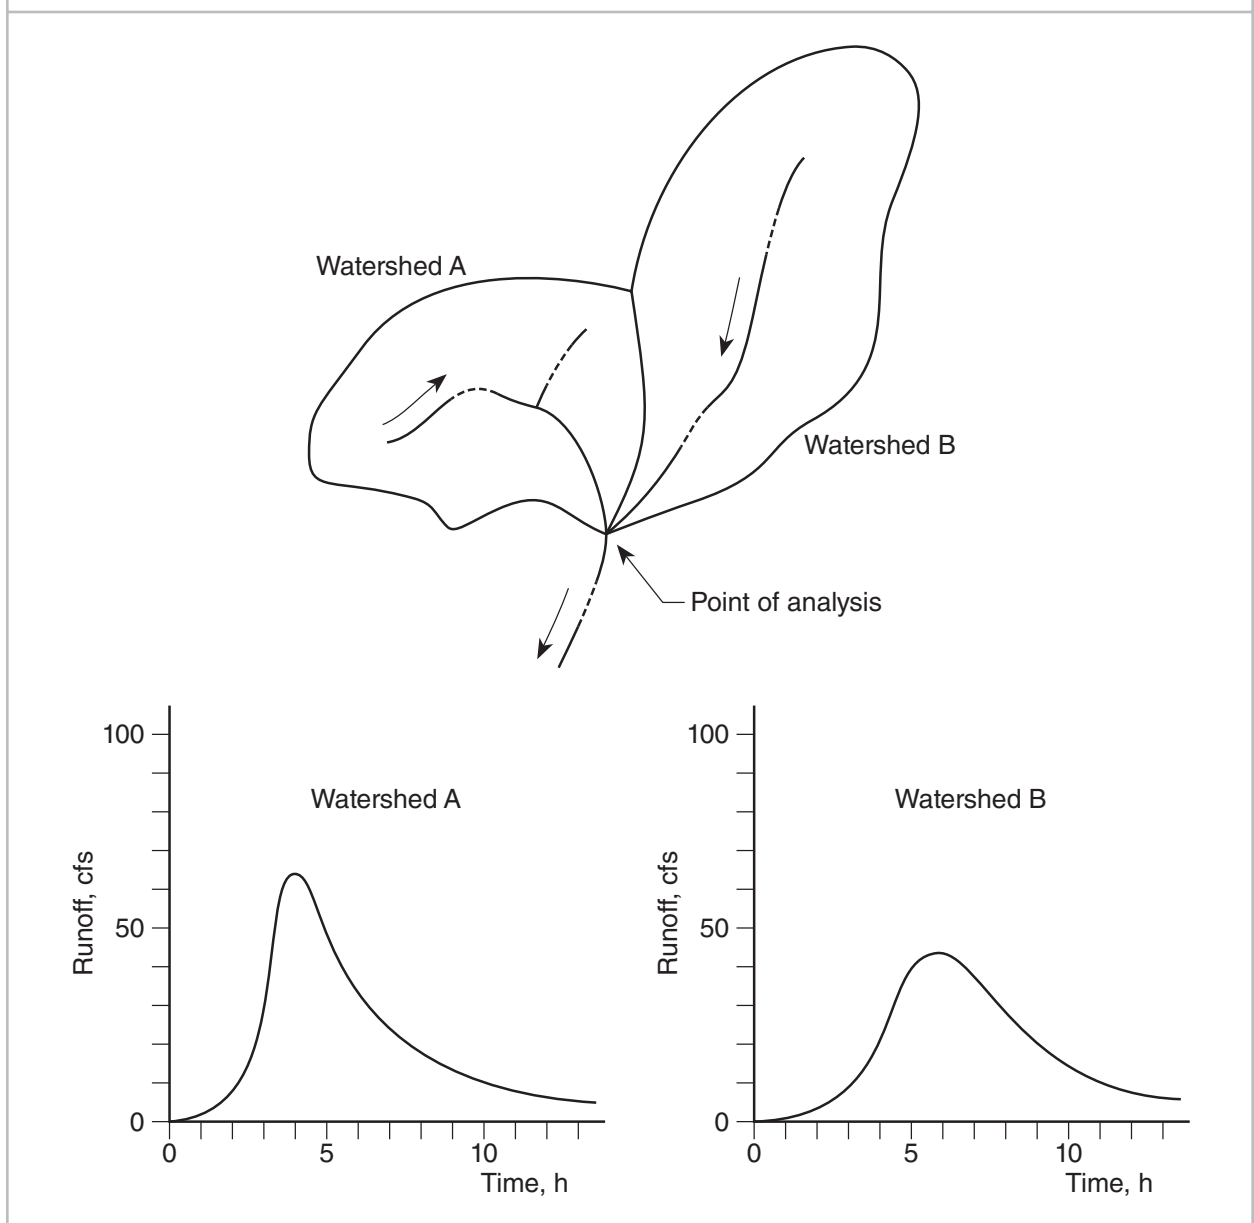 Watershed A
Watershed B
Point of analysis
100
50
0
Runoff, cfs
Watershed A
0 5 10
Time, h
100
50
0
Runoff, cfs
Watershed B
0 5 10
Time, h